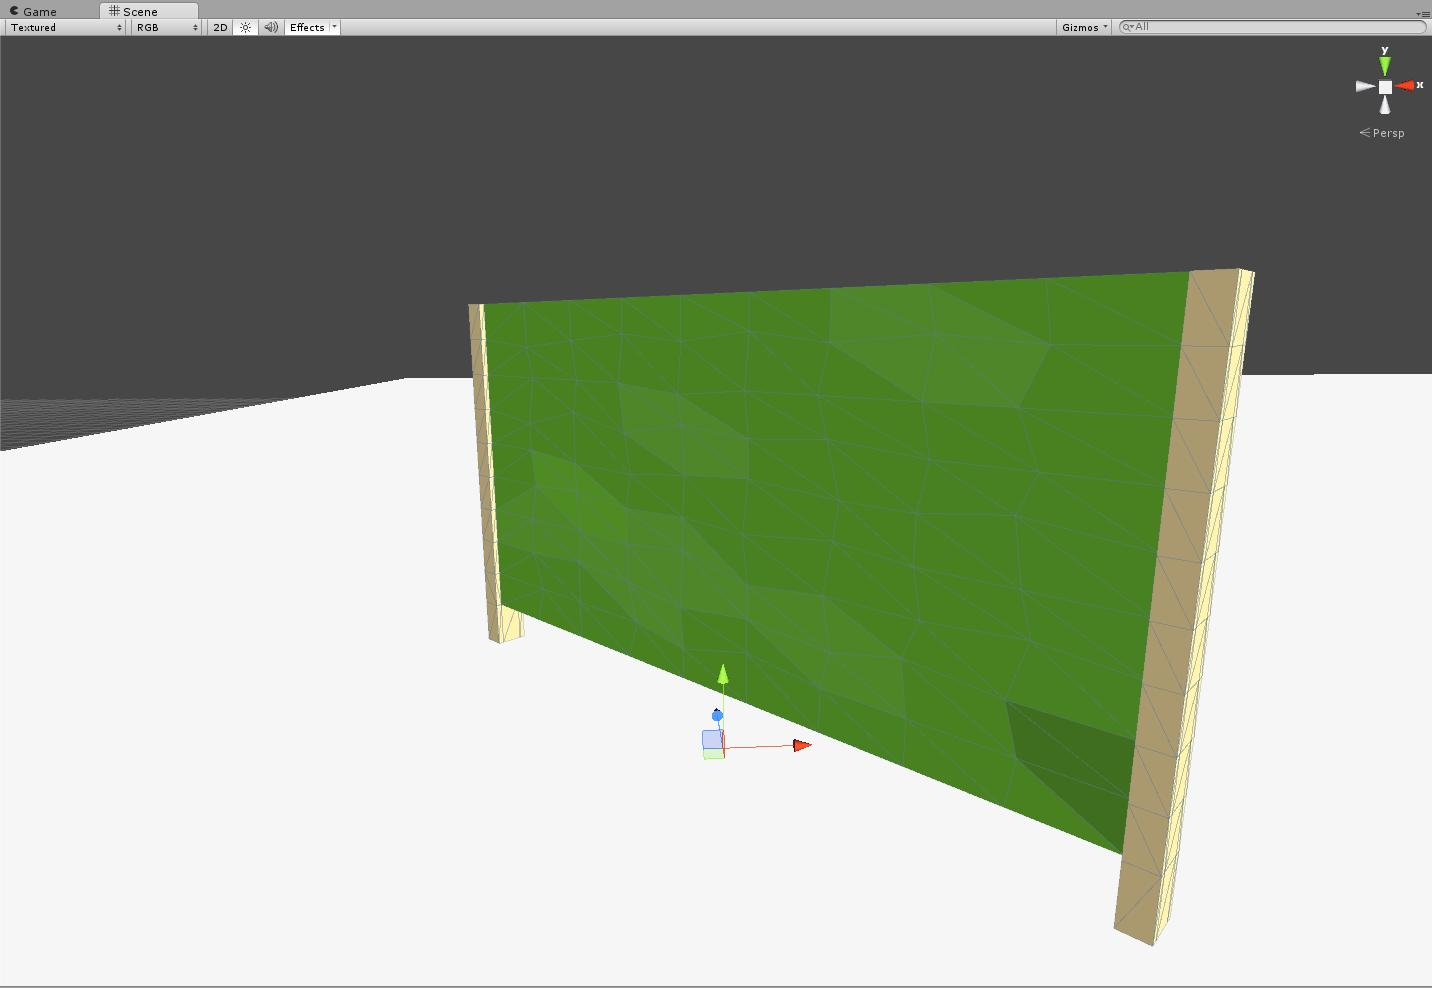 Game
Scene
Textured
RGB
2D
Effects
Gizmos
All
y
x
Persp